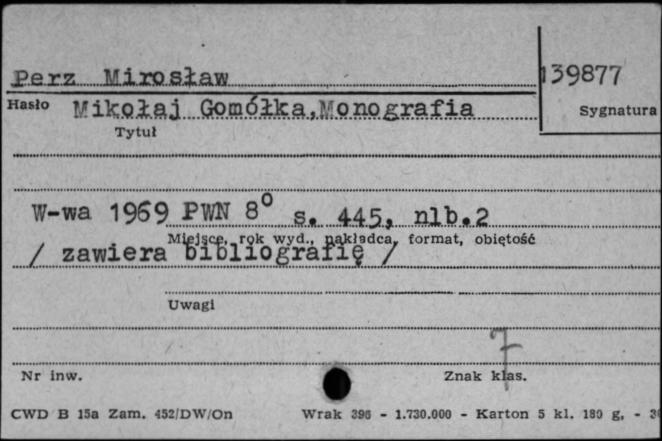 Perz Mirosław
139877
Hasło
Mikołaj Gomółka,Monografia
Sygnatura
Tytuł
W-wa 1969 PWN 8° s. 445, nlb.2
Miejsce, rok wyd., nakładca, format, objętość
/ zawiera bibliografię /
Uwagi
7
Nr inw.
Znak klas.
CWD B 15a Zam. 452/DW/On Wrak 396 - 1.730.000 - Karton 5 kl. 180 g, -